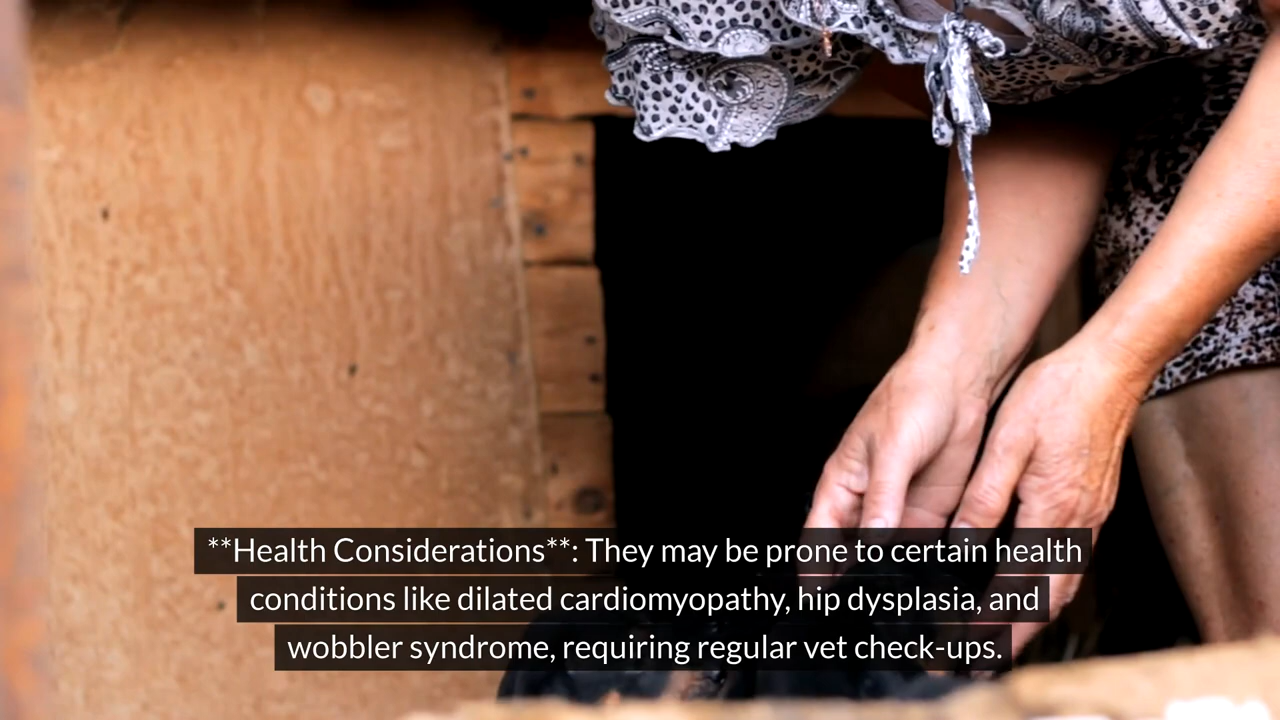 **Health Considerations**: They may be prone to certain health
conditions like dilated cardiomyopathy, hip dysplasia, and
wobbler syndrome, requiring regular vet check-ups.